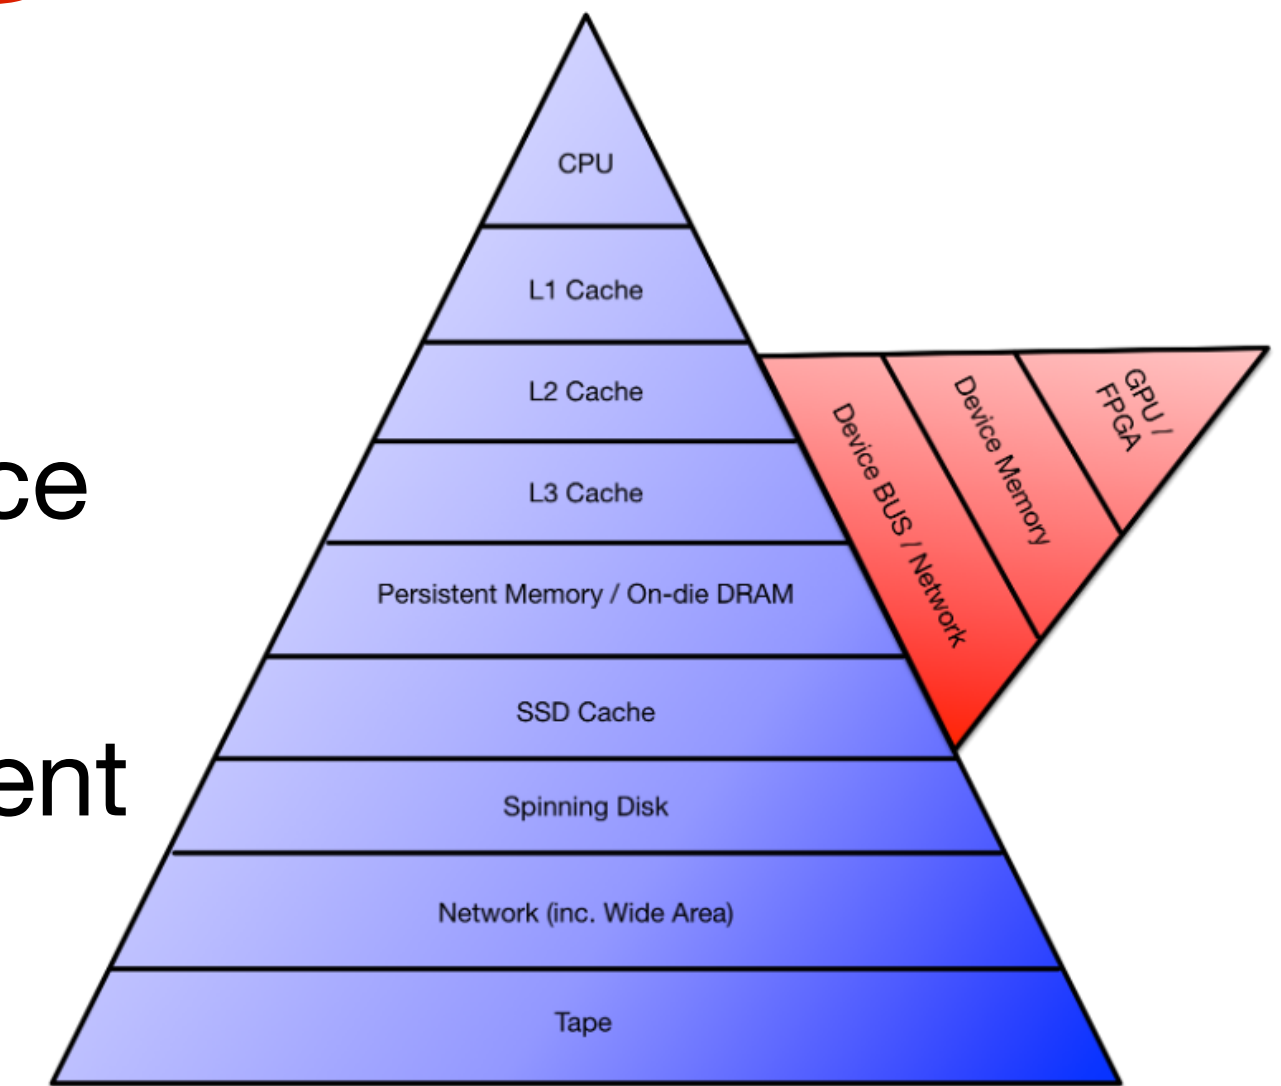 CPU
L1 Cache
L2 Cache
L3 Cache
Persistent Memory / On-die DRAM
SSD Cache
Spinning Disk
Network (inc. Wide Area)
Tape
Device BUS / Network
Device Memory
GPU /
FPGA
ce
ent